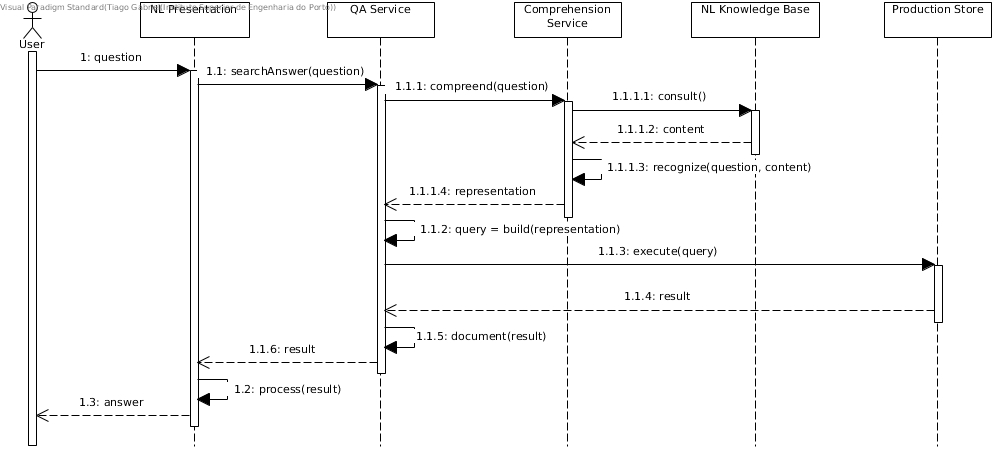 Visual Paradigm Standard(Tiago Gabriel(Instituto Superior de Engenharia do Porto))
NL Presentation
QA Service
Comprehension
Service
NL Knowledge Base
Production Store
User
1: question
1.1: searchAnswer(question)
1.1.1: compreend(question)
1.1.1.1: consult()
1.1.1.2: content
1.1.1.3: recognize(question, content)
1.1.1.4: representation
1.1.2: query = build(representation)
1.1.3: execute(query)
1.1.4: result
1.1.5: document(result)
1.1.6: result
1.2: process(result)
1.3: answer